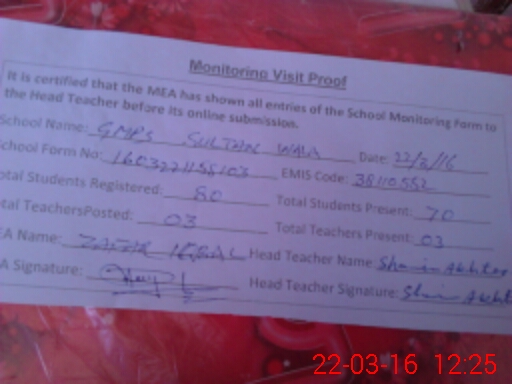 Monitoring Visit Proof
It is certified that the MEA has shown all entries of the School Monitoring Form to
the Head Teacher before its online submission.
School Name: GMPS SULTAN WALA Date: 22/3/16
School Form No: EMIS Code: 38110552
otal Students Registered: 80 Total Students Present: 70
otal TeachersPosted: 03 Total Teachers Present: 03
EA Name: ZAFAR IQBAL Head Teacher Name: Akhter
A Signature: Head Teacher Signature:
22-03-16 12:25